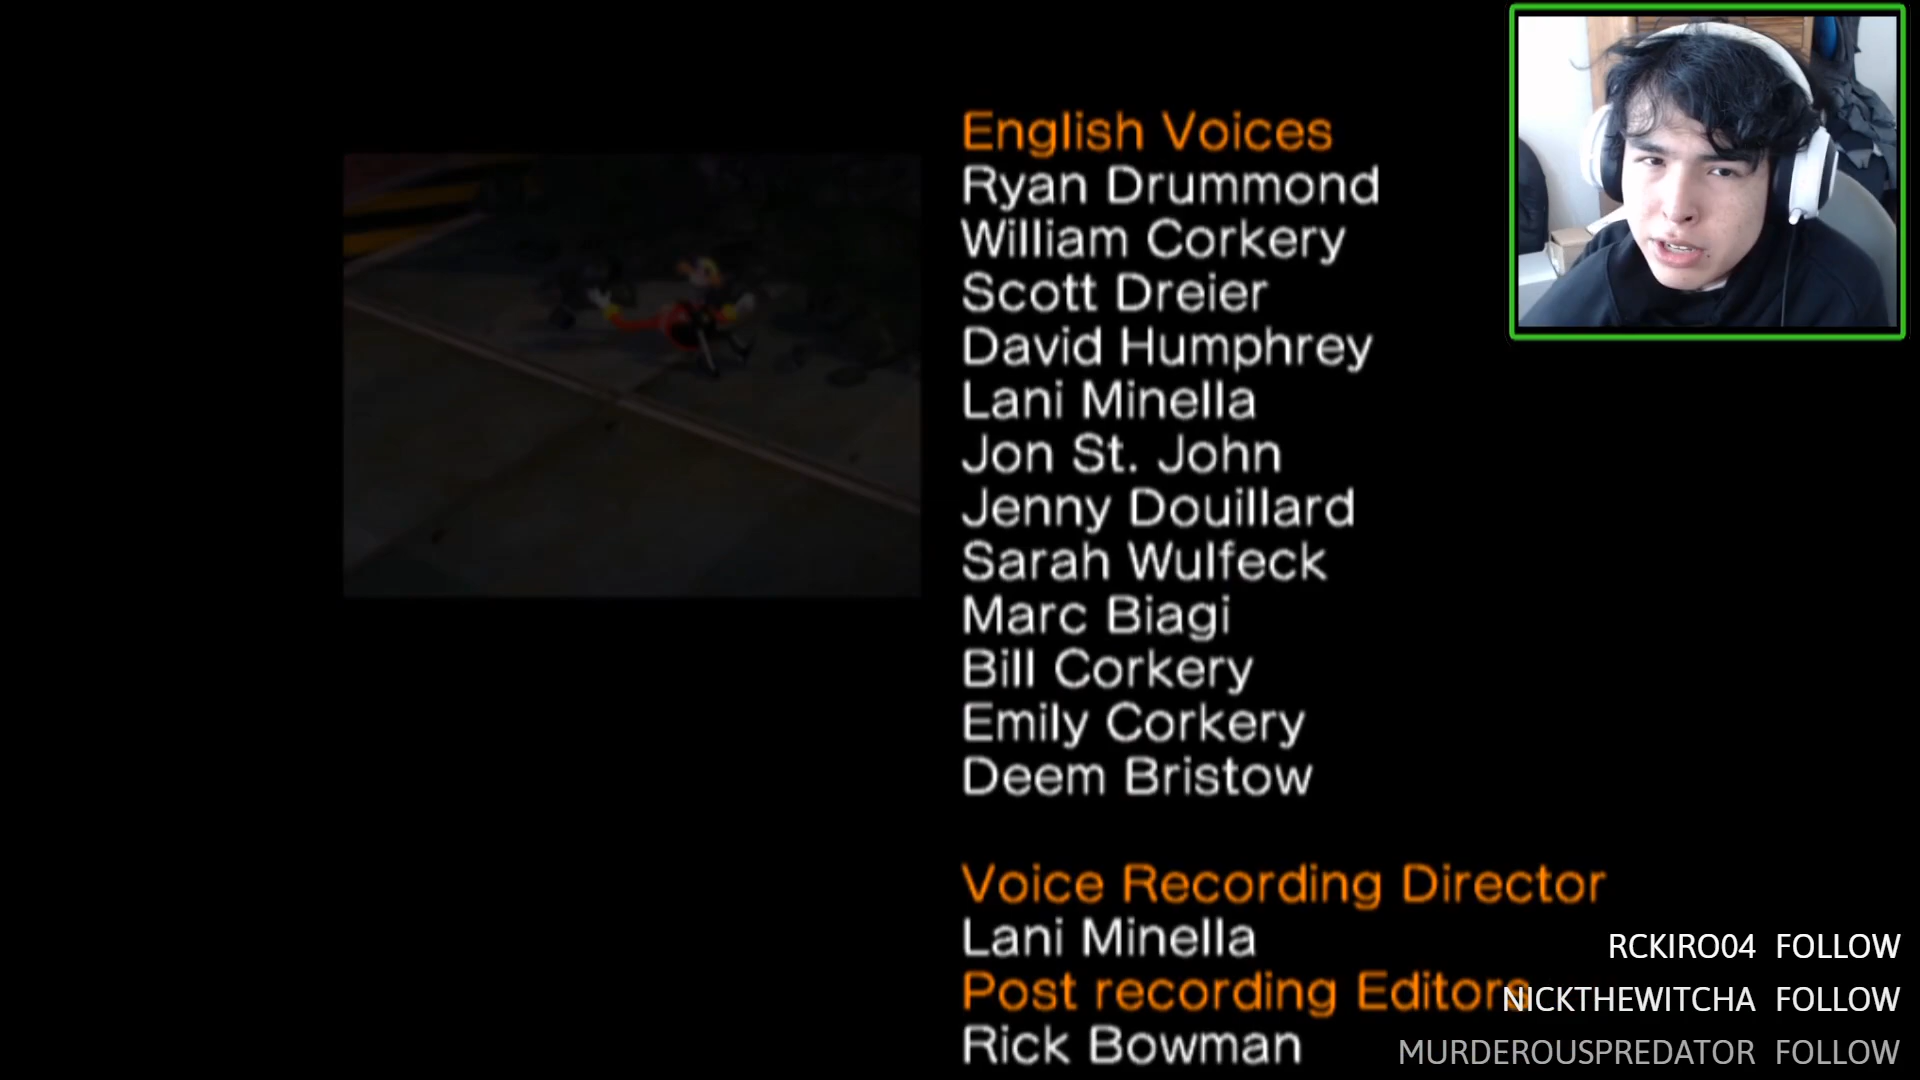 English Voices
Ryan Drummond
William Corkery
Scott Dreier
David Humphrey
Lani Minella
Jon St. John
Jenny Douillard
Sarah Wulfeck
Marc Biagi
Bill Corkery
Emily Corkery
Deem Bristow
Voice Recording Director
Lani Minella
Post recording Editors
Rick Bowman
RCKIRO04 FOLLOW
NICKTHEWITCHA FOLLOW
MURDEROUSPREDATOR FOLLOW